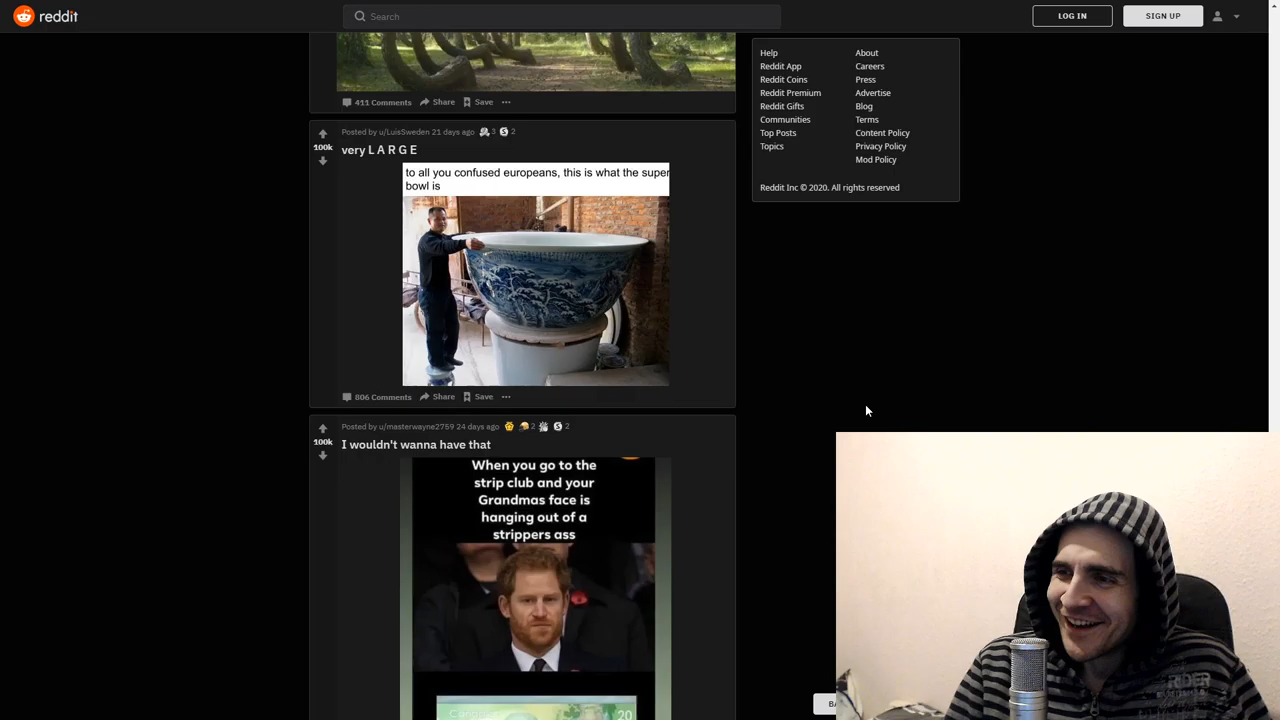 reddit
Search
LOG IN
SIGN UP
411 Comments
Share
Save
Help
Reddit App
Reddit Coins
Reddit Premium
Reddit Gifts
Communities
Top Posts
Topics
About
Careers
Press
Advertise
Blog
Terms
Content Policy
Privacy Policy
Mod Policy
Reddit Inc © 2020. All rights reserved
Posted by u/LuisSweden 21 days ago 3 2
100k
very L A R G E
to all you confused europeans, this is what the super
bowl is
806 Comments
Share
Save
Posted by u/masterwayne2759 24 days ago 2 2
100k
I wouldn't wanna have that
When you go to the
strip club and your
Grandmas face is
hanging out of a
strippers ass
20